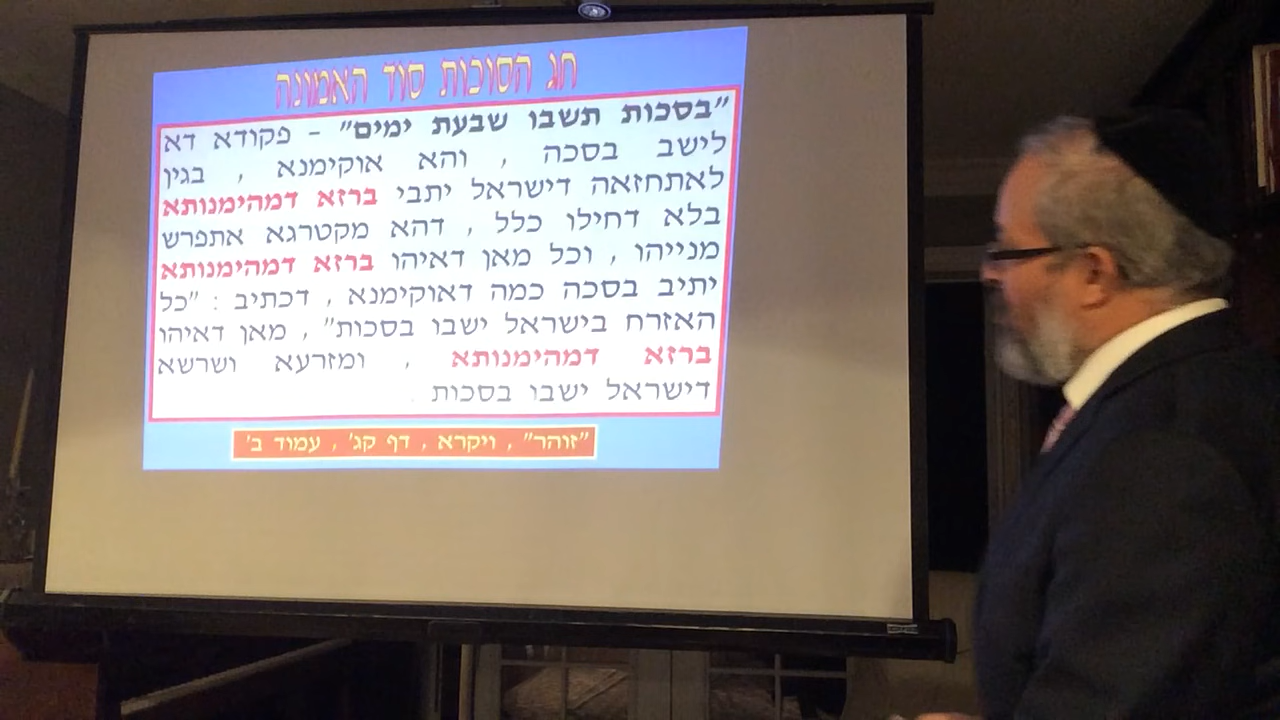 חג הסוכות סוד האמונה
"בסכות תשבו שבעת ימים" - פקודא דא
לישב בסכה , והא אוקימנא , בגין
לאתחזאה דישראל יתבי ברזא דמהימנותא
בלא דחילו כלל , דהא מקטרגא אתפרש
מנייהו , וכל מאן דאיהו ברזא דמהימנותא
יתיב בסכה כמה דאוקימנא , דכתיב : "כל
האזרח בישראל ישבו בסכות" , מאן דאיהו
ברזא דמהימנותא , ומזרעא ושרשא
דישראל ישבו בסכות
"זוהר" , ויקרא , דף קג' , עמוד ב'